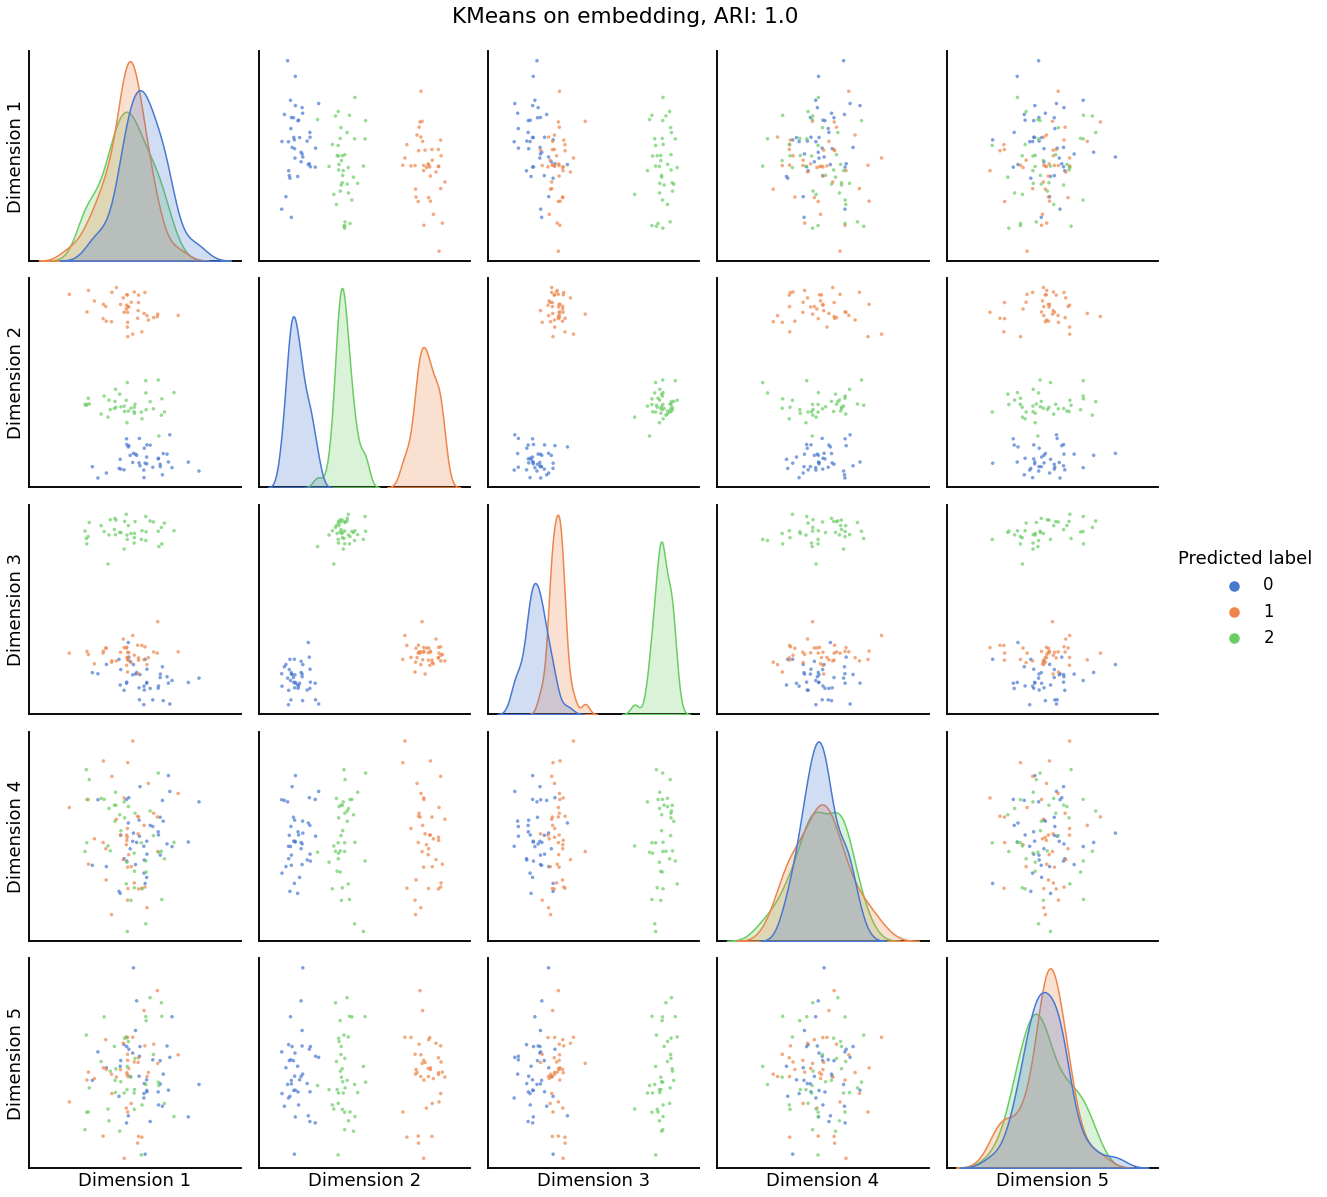 KMeans on embedding, ARI: 1.0
Dimension 1
Dimension 2
Dimension 3
Dimension 4
Dimension 5
Predicted label
0
1
2
Dimension 1
Dimension 2
Dimension 3
Dimension 4
Dimension 5